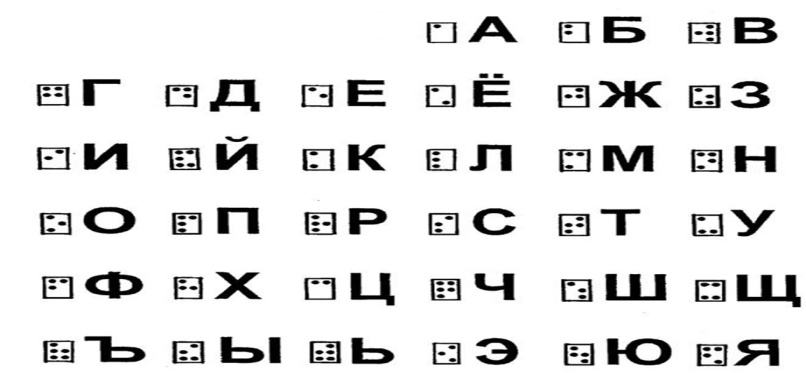 А Б В
Г Д Е Ё Ж З
И Й К Л М Н
О П Р С Т У
Ф Х Ц Ч Ш Щ
Ъ Ы Ь Э Ю Я